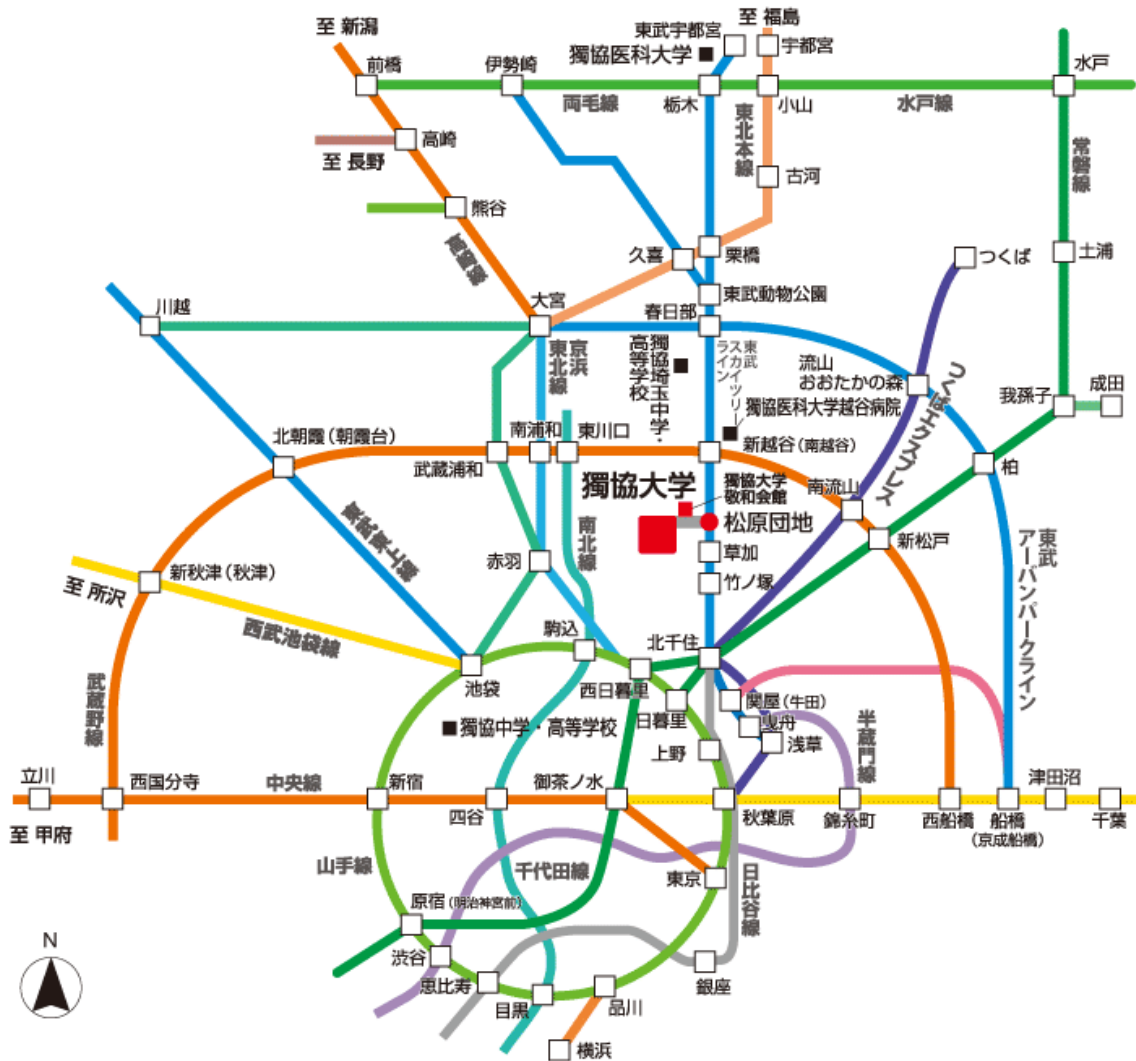 至 新潟
前橋
伊勢崎
東武宇都宮
獨協医科大学
至 福島
宇都宮
水戸
両毛線
栃木
小山
水戸線
東北本線
常磐線
高崎
至 長野
古河
熊谷
高崎線
久喜
栗橋
土浦
つくば
東武動物公園
川越
大宮
春日部
京浜
東北線
獨協埼玉中学・
高等学校
東武
スカイツリー
ライン
流山
おおたかの森
つくばエクスプレス
獨協医科大学越谷病院
我孫子
成田
北朝霞(朝霞台)
武蔵浦和
南浦和
東川口
新越谷(南越谷)
柏
獨協大学
獨協大学
敬和会館
松原団地
南流山
新松戸
東武東上線
南北線
赤羽
草加
竹ノ塚
東武
アーバンパークライン
新秋津(秋津)
至 所沢
西武池袋線
駒込
北千住
池袋
西日暮里
日暮里
関屋(牛田)
曳舟
浅草
武蔵野線
獨協中学・高等学校
上野
半蔵門線
立川
西国分寺
中央線
新宿
四谷
御茶ノ水
秋葉原
錦糸町
西船橋
船橋
(京成船橋)
津田沼
千葉
至 甲府
山手線
千代田線
東京
日比谷線
原宿(明治神宮前)
渋谷
恵比寿
目黒
品川
銀座
横浜
N